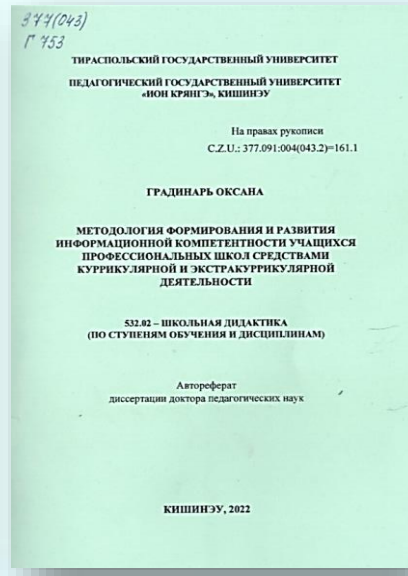 377(043)
Г 753
ТИРАСПОЛЬСКИЙ ГОСУДАРСТВЕННЫЙ УНИВЕРСИТЕТ
ПЕДАГОГИЧЕСКИЙ ГОСУДАРСТВЕННЫЙ УНИВЕРСИТЕТ
«ИОН КРЯНГЭ», КИШИНЭУ
На правах рукописи
C.Z.U.: 377.091:004(043.2)=161.1
ГРАДИНАРЬ ОКСАНА
МЕТОДОЛОГИЯ ФОРМИРОВАНИЯ И РАЗВИТИЯ
ИНФОРМАЦИОННОЙ КОМПЕТЕНТНОСТИ УЧАЩИХСЯ
ПРОФЕССИОНАЛЬНЫХ ШКОЛ СРЕДСТВАМИ
КУРРИКУЛЯРНОЙ И ЭКСТРАКУРРИКУЛЯРНОЙ
ДЕЯТЕЛЬНОСТИ
532.02 – ШКОЛЬНАЯ ДИДАКТИКА
(ПО СТУПЕНЯМ ОБУЧЕНИЯ И ДИСЦИПЛИНАМ)
Автореферат
диссертации доктора педагогических наук
КИШИНЭУ, 2022